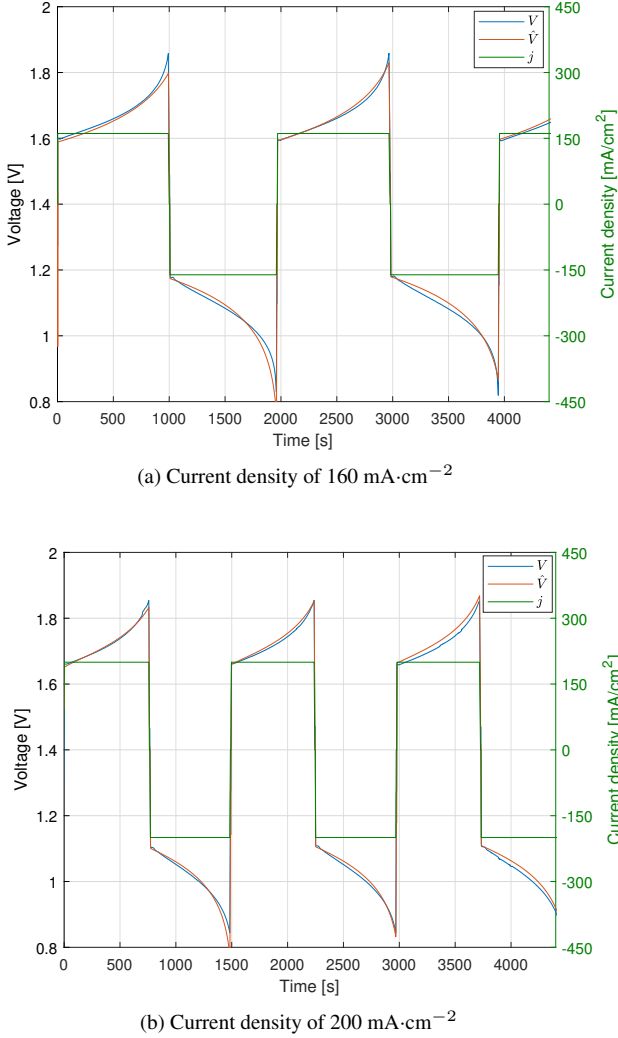 2
1.8
1.6
1.4
1.2
1
0.8
Voltage [V]
450
300
150
0
-150
-300
-450
Current density [mA/cm²]
V
V̂
j
0 500 1000 1500 2000 2500 3000 3500 4000
Time [s]
(a) Current density of 160 mA·cm⁻²
2
1.8
1.6
1.4
1.2
1
0.8
Voltage [V]
450
300
150
0
-150
-300
-450
Current density [mA/cm²]
V
V̂
j
0 500 1000 1500 2000 2500 3000 3500 4000
Time [s]
(b) Current density of 200 mA·cm⁻²